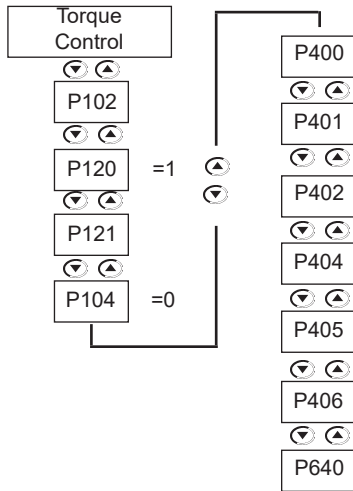 Torque
Control
P102
P120 =1
P121
P104 =0
P400
P401
P402
P404
P405
P406
P640